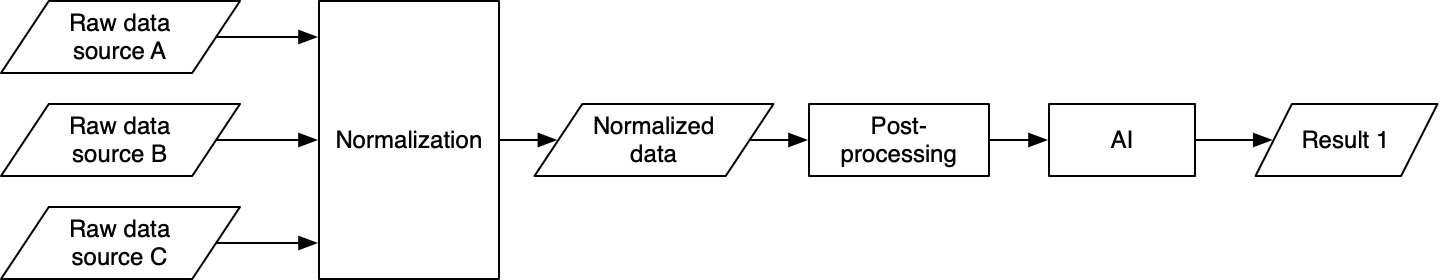 Raw data
source A
Raw data
source B
Raw data
source C
Normalization
Normalized
data
Post-
processing
AI
Result 1